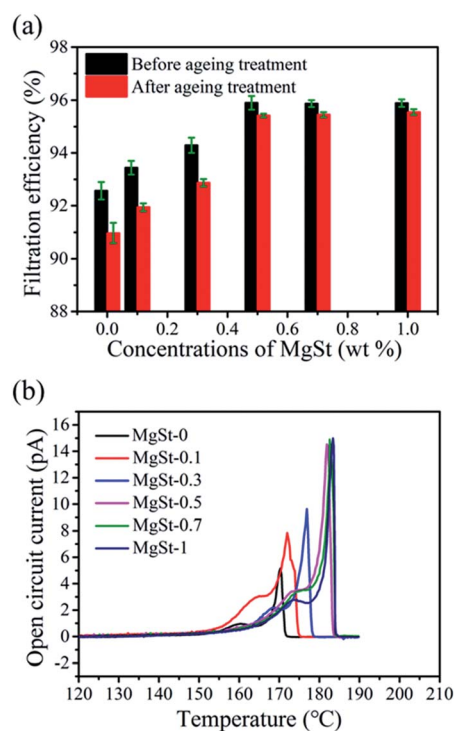 (a)
98
96
94
92
90
88
Filtration efficiency (%)
Before ageing treatment
After ageing treatment
0.0 0.2 0.4 0.6 0.8 1.0
Concentrations of MgSt (wt %)
(b)
16
14
12
10
8
6
4
2
0
-2
Open circuit current (pA)
MgSt-0
MgSt-0.1
MgSt-0.3
MgSt-0.5
MgSt-0.7
MgSt-1
120 130 140 150 160 170 180 190 200 210
Temperature (℃)